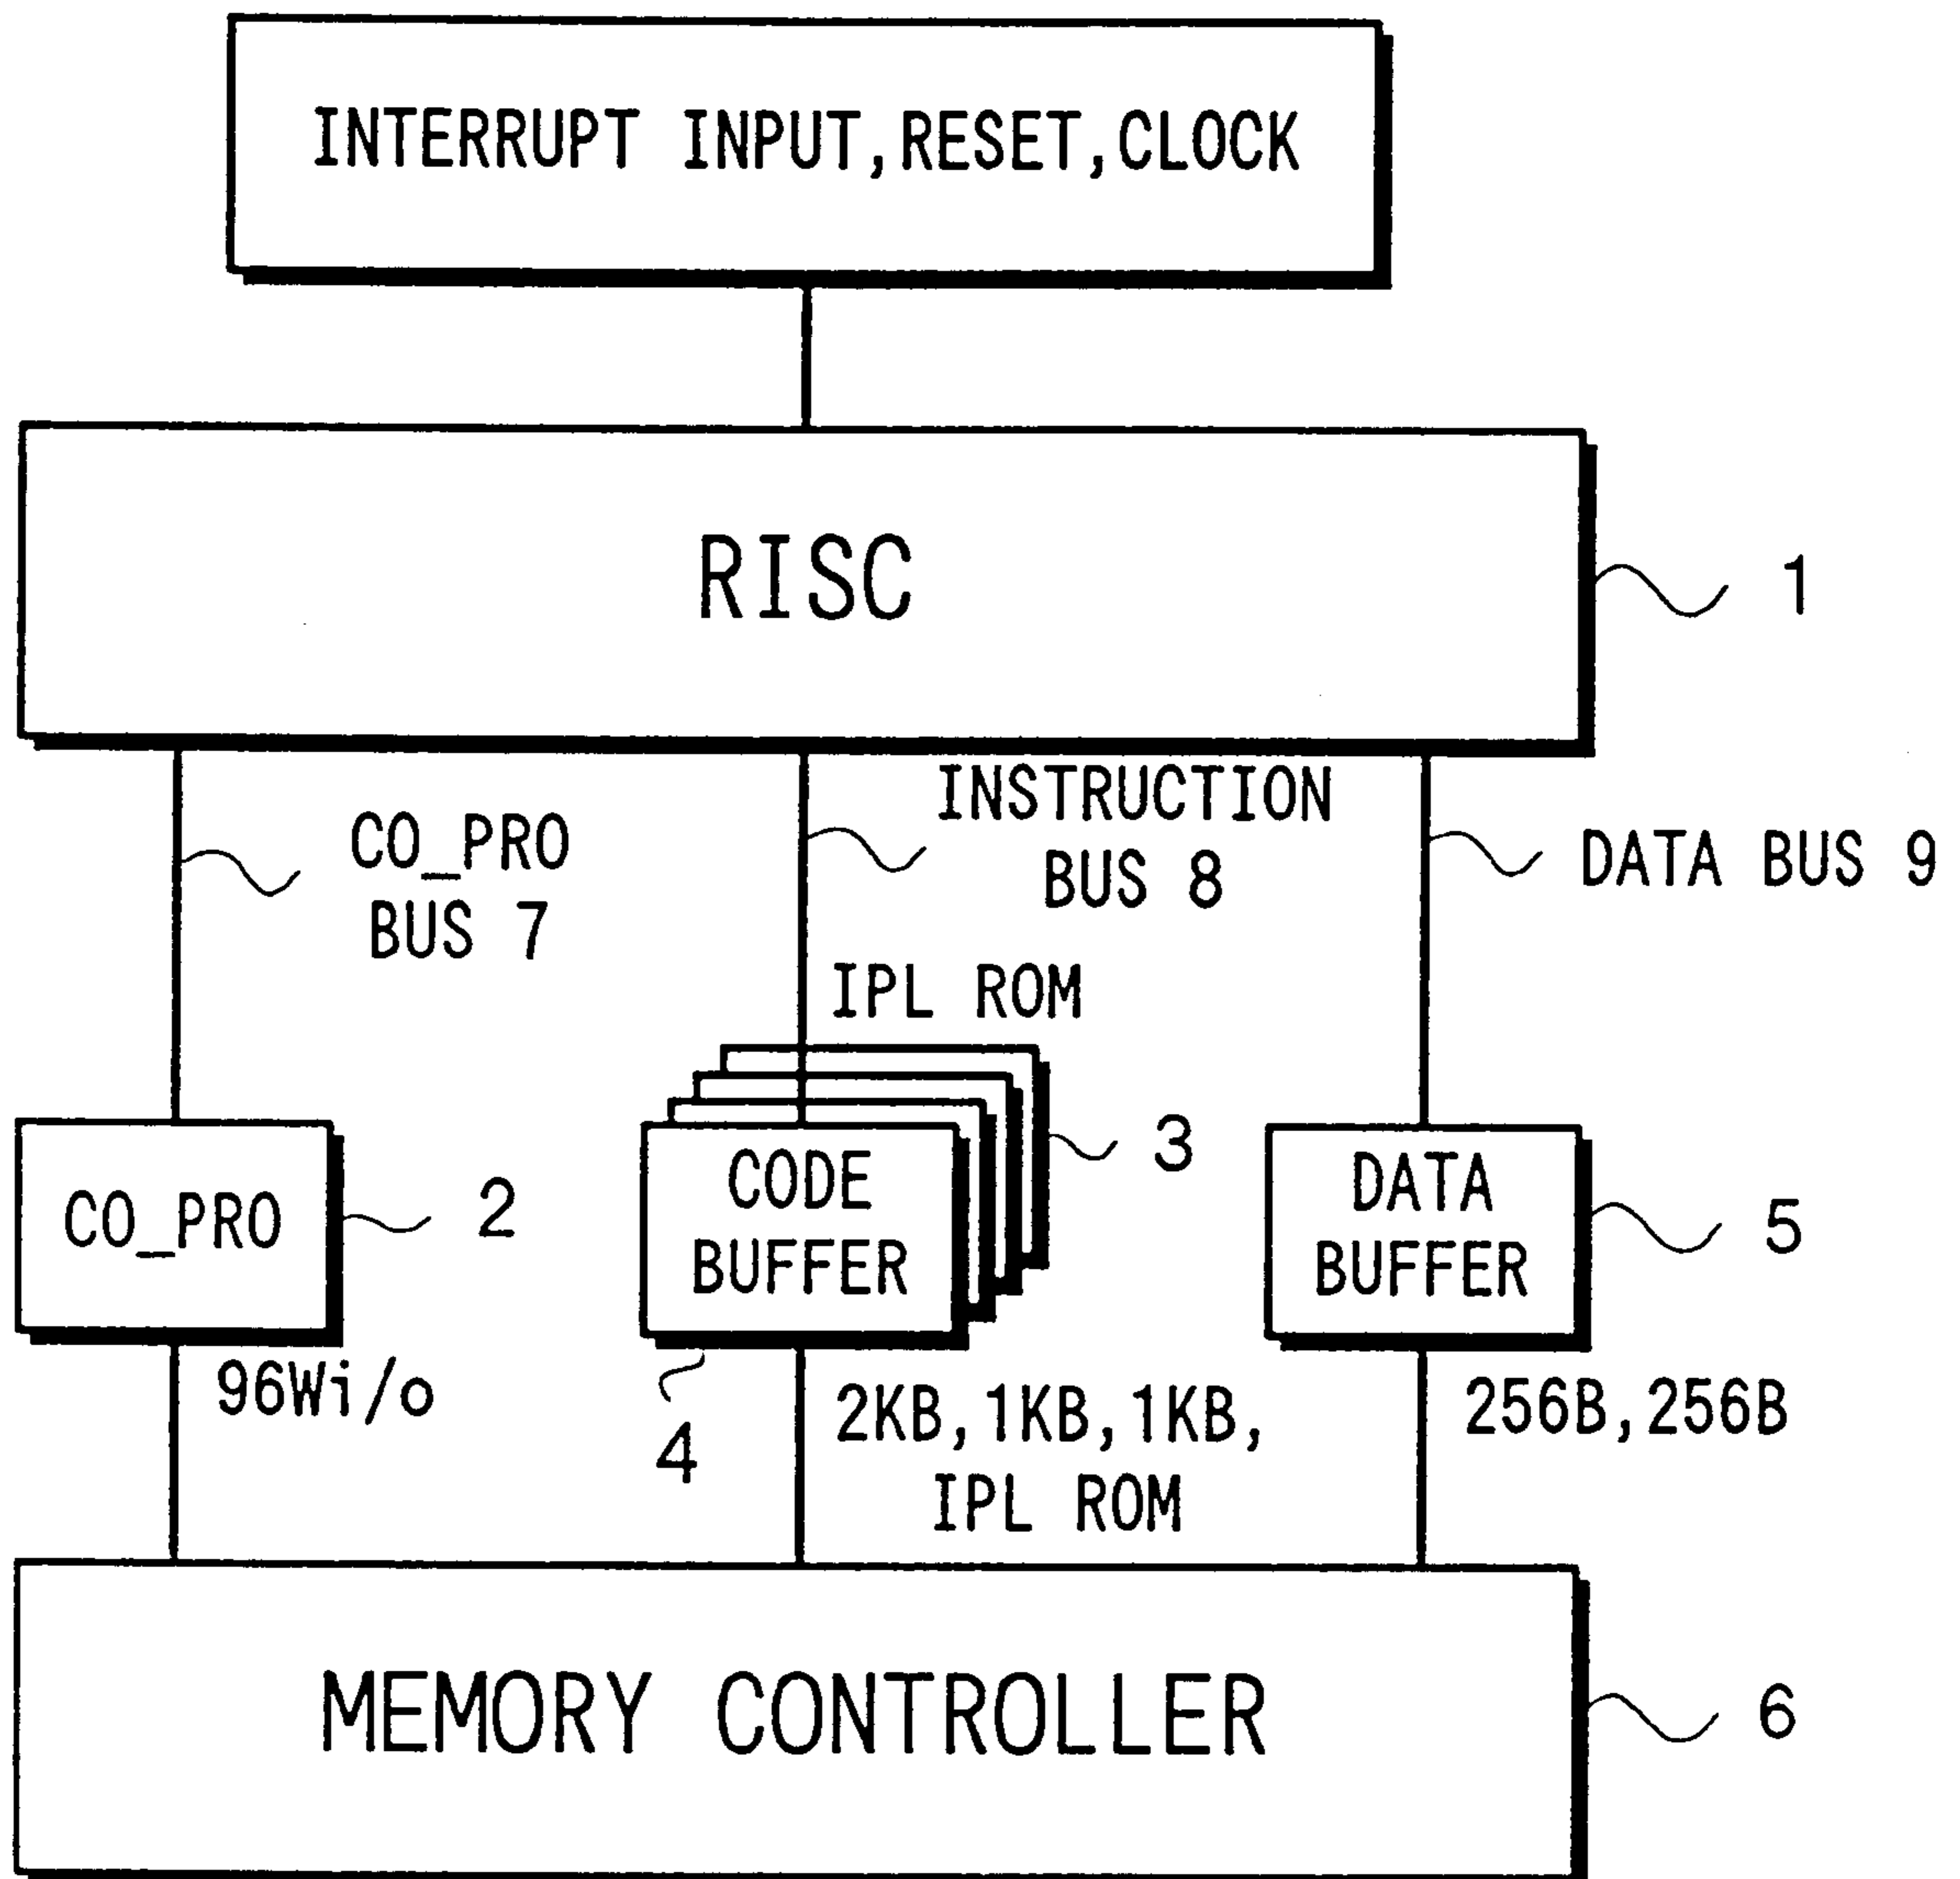 INTERRUPT INPUT,RESET,CLOCK
RISC
1
CO_PRO
BUS 7
INSTRUCTION
BUS 8
DATA BUS 9
IPL ROM
CO_PRO
2
CODE
BUFFER
3
DATA
BUFFER
5
96Wi/o
4
2KB,1KB,1KB,
IPL ROM
256B,256B
MEMORY CONTROLLER
6